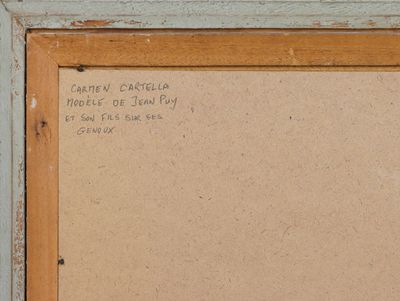 CARMEN CARTELLA
MODÈLE DE JEAN PUY
ET SON FILS SUR SES
GENOUX